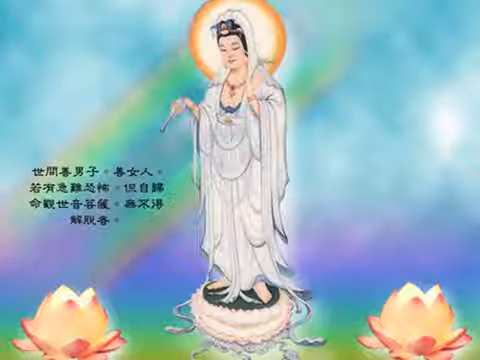 世間善男子。善女人。
若有急難恐怖。但自歸
命觀世音菩薩。無不得
解脫者。